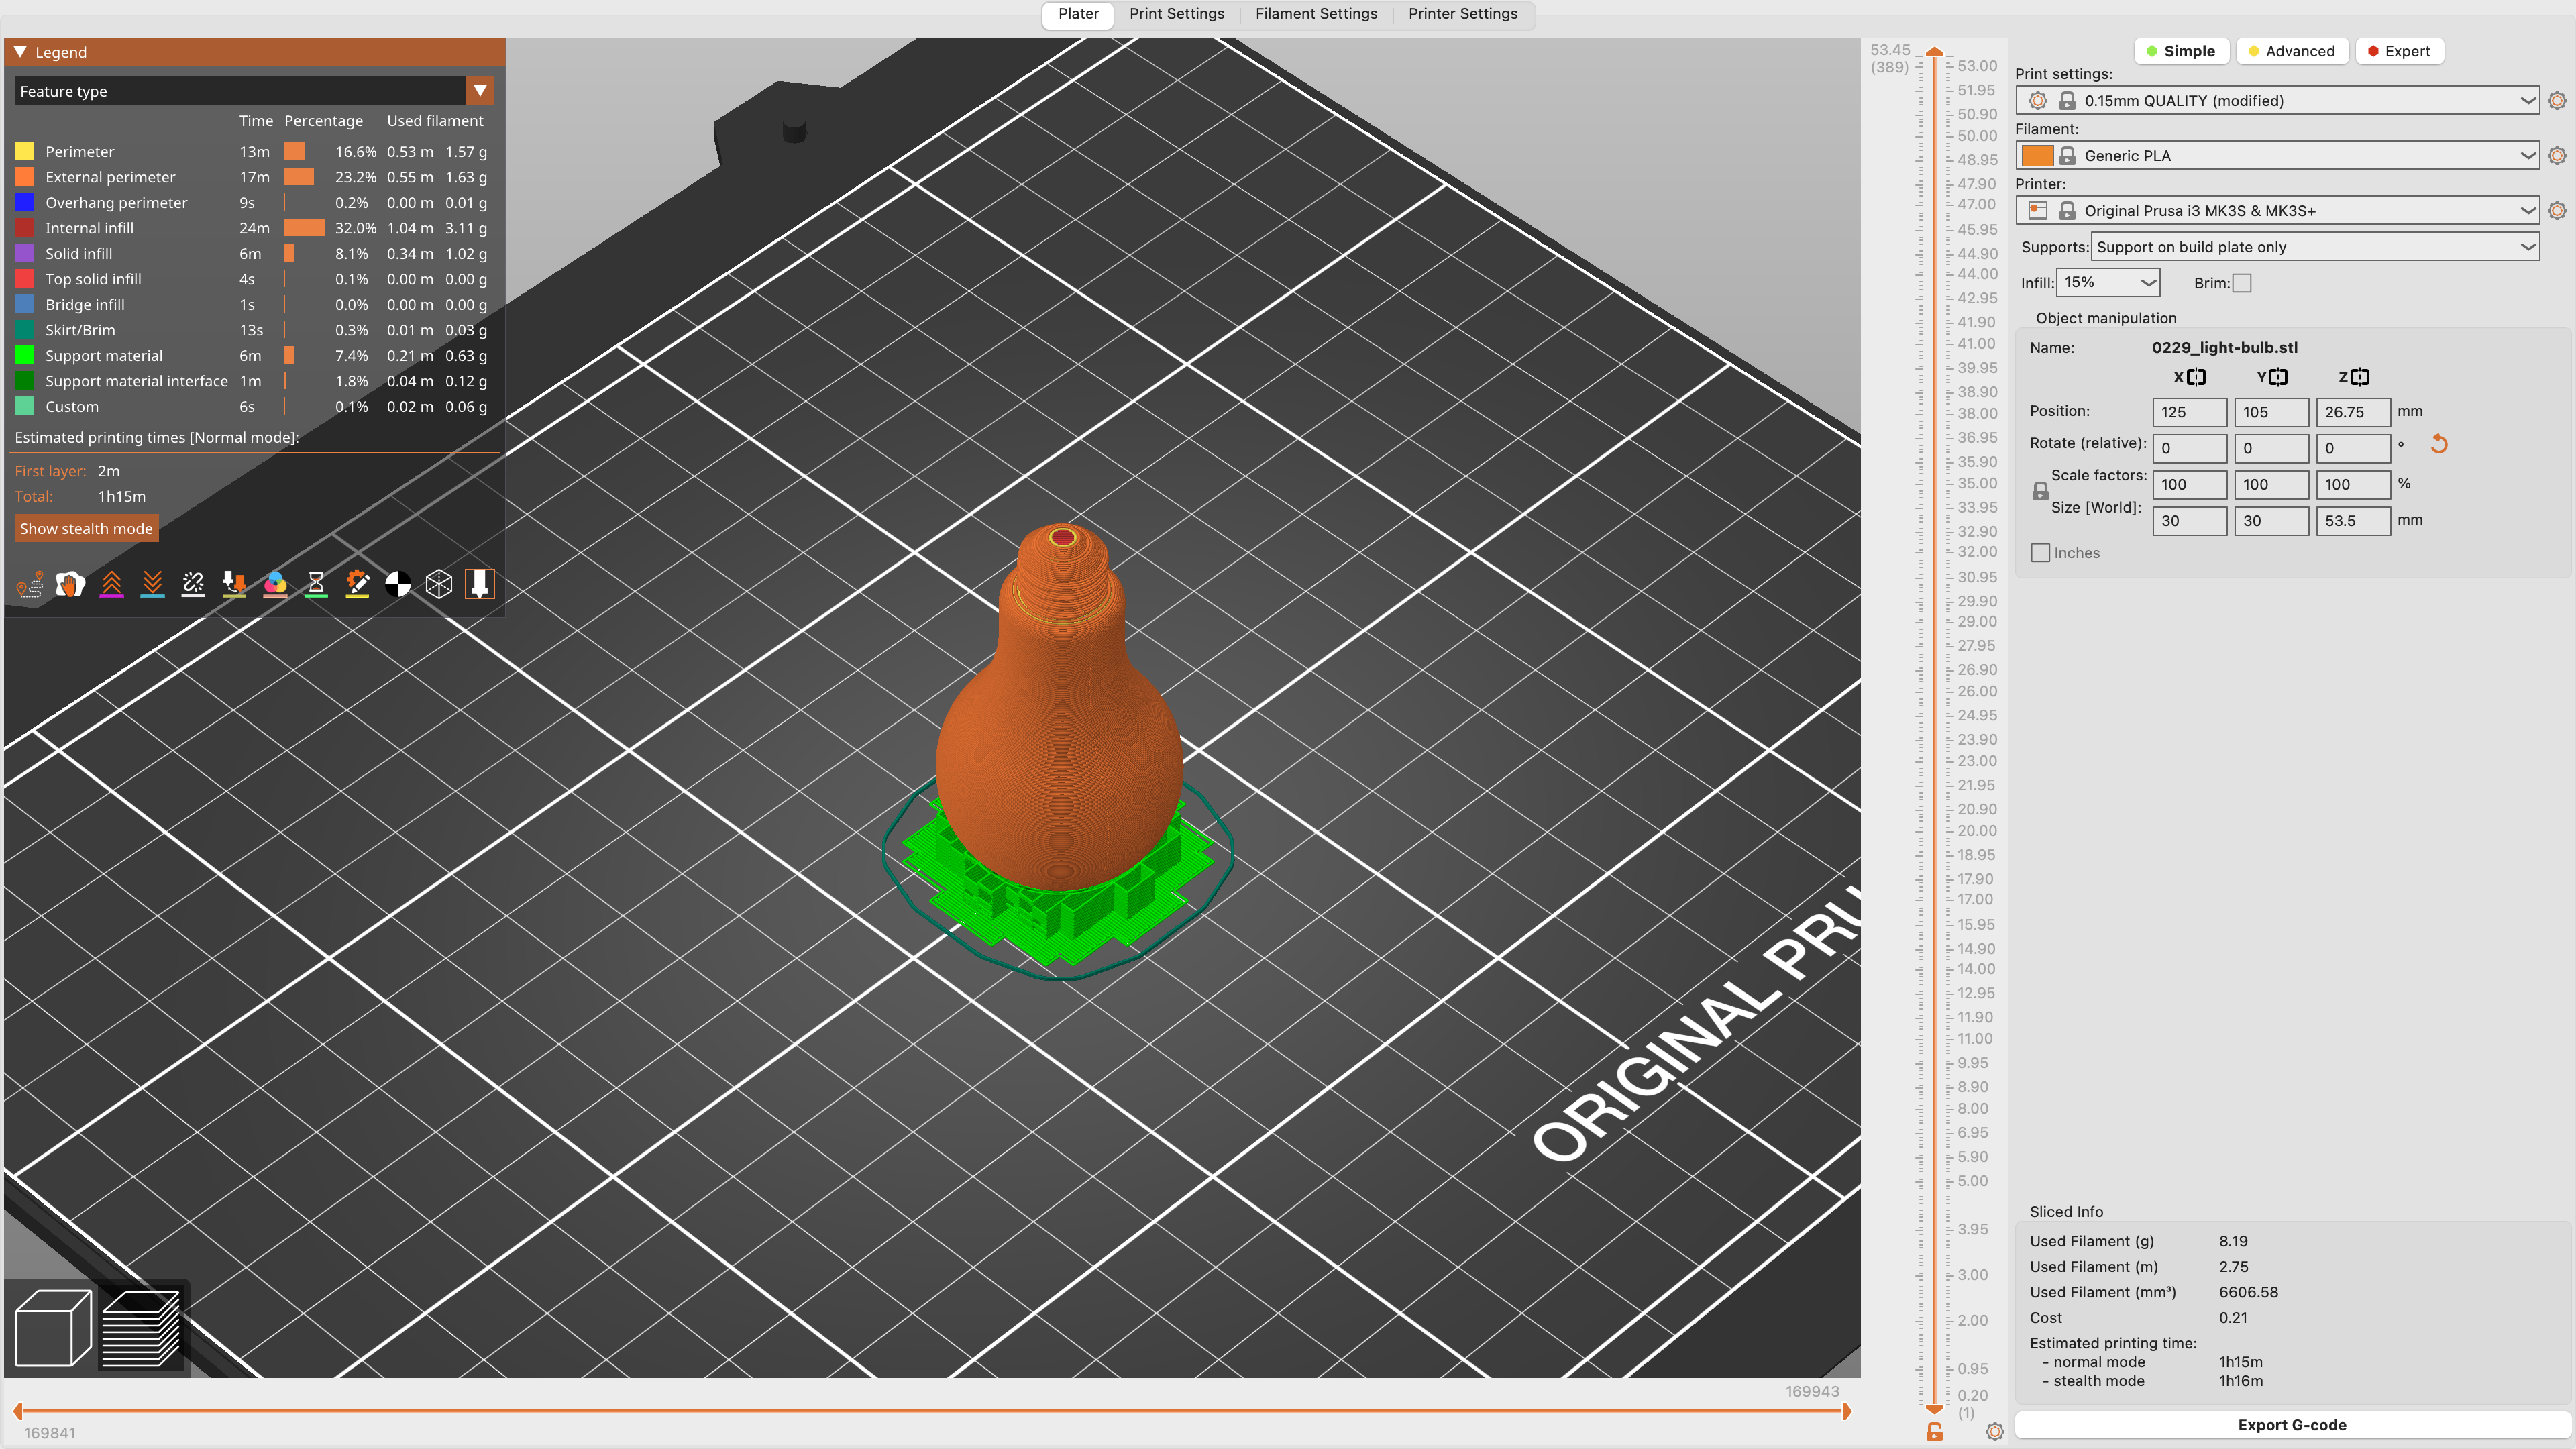 Plater Print Settings Filament Settings Printer Settings
Legend
Feature type
Time Percentage Used filament
Perimeter 13m 16.6% 0.53 m 1.57 g
External perimeter 17m 23.2% 0.55 m 1.63 g
Overhang perimeter 9s 0.2% 0.00 m 0.01 g
Internal infill 24m 32.0% 1.04 m 3.11 g
Solid infill 6m 8.1% 0.34 m 1.02 g
Top solid infill 4s 0.1% 0.00 m 0.00 g
Bridge infill 1s 0.0% 0.00 m 0.00 g
Skirt/Brim 13s 0.3% 0.01 m 0.03 g
Support material 6m 7.4% 0.21 m 0.63 g
Support material interface 1m 1.8% 0.04 m 0.12 g
Custom 6s 0.1% 0.02 m 0.06 g
Estimated printing times [Normal mode]:
First layer: 2m
Total: 1h15m
Show stealth mode
ORIGINAL PRU
169943
169841
53.45
(389)
53.00
51.95
50.90
50.00
48.95
47.90
47.00
45.95
44.90
44.00
42.95
41.90
41.00
39.95
38.90
38.00
36.95
35.90
35.00
33.95
32.90
32.00
30.95
29.90
29.00
27.95
26.90
26.00
24.95
23.90
23.00
21.95
20.90
20.00
18.95
17.90
17.00
15.95
14.90
14.00
12.95
11.90
11.00
9.95
8.90
8.00
6.95
5.90
5.00
3.95
3.00
2.00
0.95
0.20
(1)
Simple Advanced Expert
Print settings:
0.15mm QUALITY (modified)
Filament:
Generic PLA
Printer:
Original Prusa i3 MK3S & MK3S+
Supports: Support on build plate only
Infill: 15% Brim:
Object manipulation
Name: 0229_light-bulb.stl
X Y Z
Position: 125 105 26.75 mm
Rotate (relative): 0 0 0 °
Scale factors: 100 100 100 %
Size [World]: 30 30 53.5 mm
Inches
Sliced Info
Used Filament (g) 8.19
Used Filament (m) 2.75
Used Filament (mm³) 6606.58
Cost 0.21
Estimated printing time:
- normal mode 1h15m
- stealth mode 1h16m
Export G-code